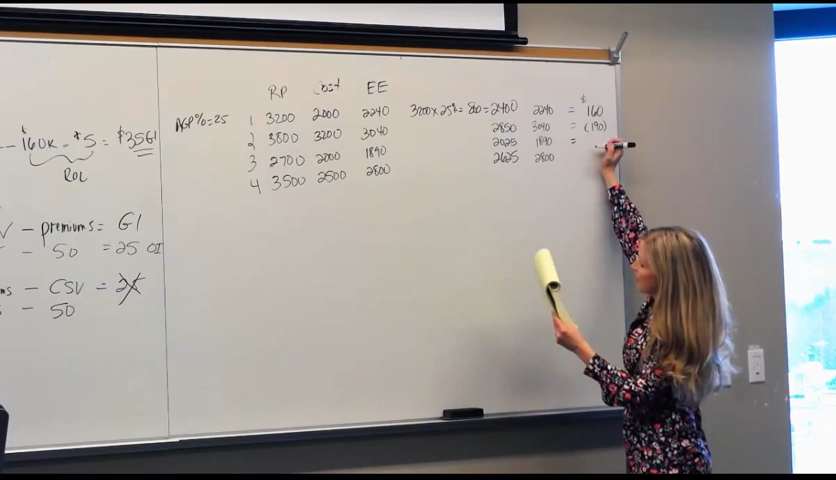 RP Cost EE
AGP%=25
1 3200 2000 2240
2 3800 3200 3040
3 2700 2000 1890
4 3500 2500 2800
3200 x 25% = 800 = 2400 2240 = $160
2850 3040 = (190)
2025 1890 =
2625 2800
-- $160K - $5 = $3561
ROL
- premiums = GI
- 50 = 25 OI
- CSV =
- 50